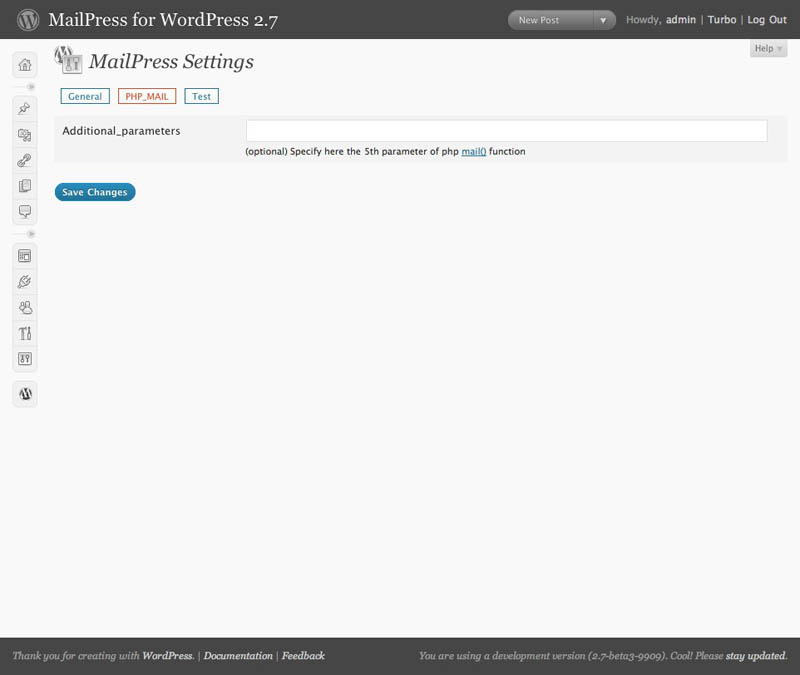 MailPress for WordPress 2.7
New Post
Howdy, admin | Turbo | Log Out
Help
MailPress Settings
General PHP_MAIL Test
Additional_parameters
(optional) Specify here the 5th parameter of php mail() function
Save Changes
Thank you for creating with WordPress. | Documentation | Feedback
You are using a development version (2.7-beta3-9909). Cool! Please stay updated.